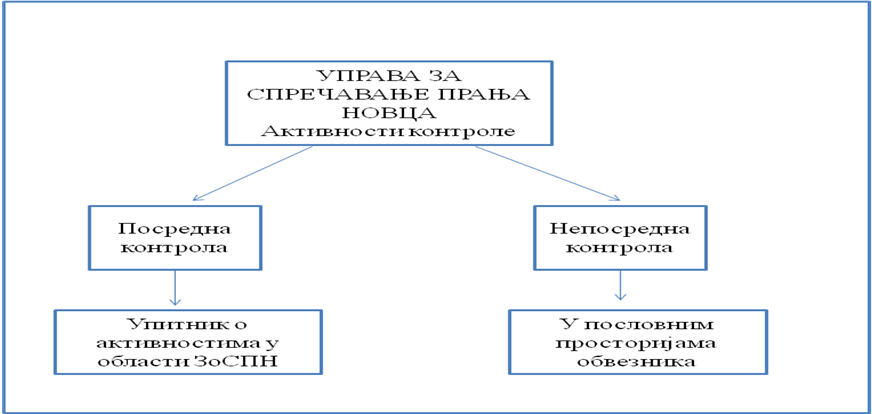 УПРАВА ЗА
СПРЕЧАВАЊЕ ПРАЊА
НОВЦА
Активности контроле
Посредна
контрола
Непосредна
контрола
Упитник о
активностима у
области ЗоСПН
У пословним
просторијама
обвезника